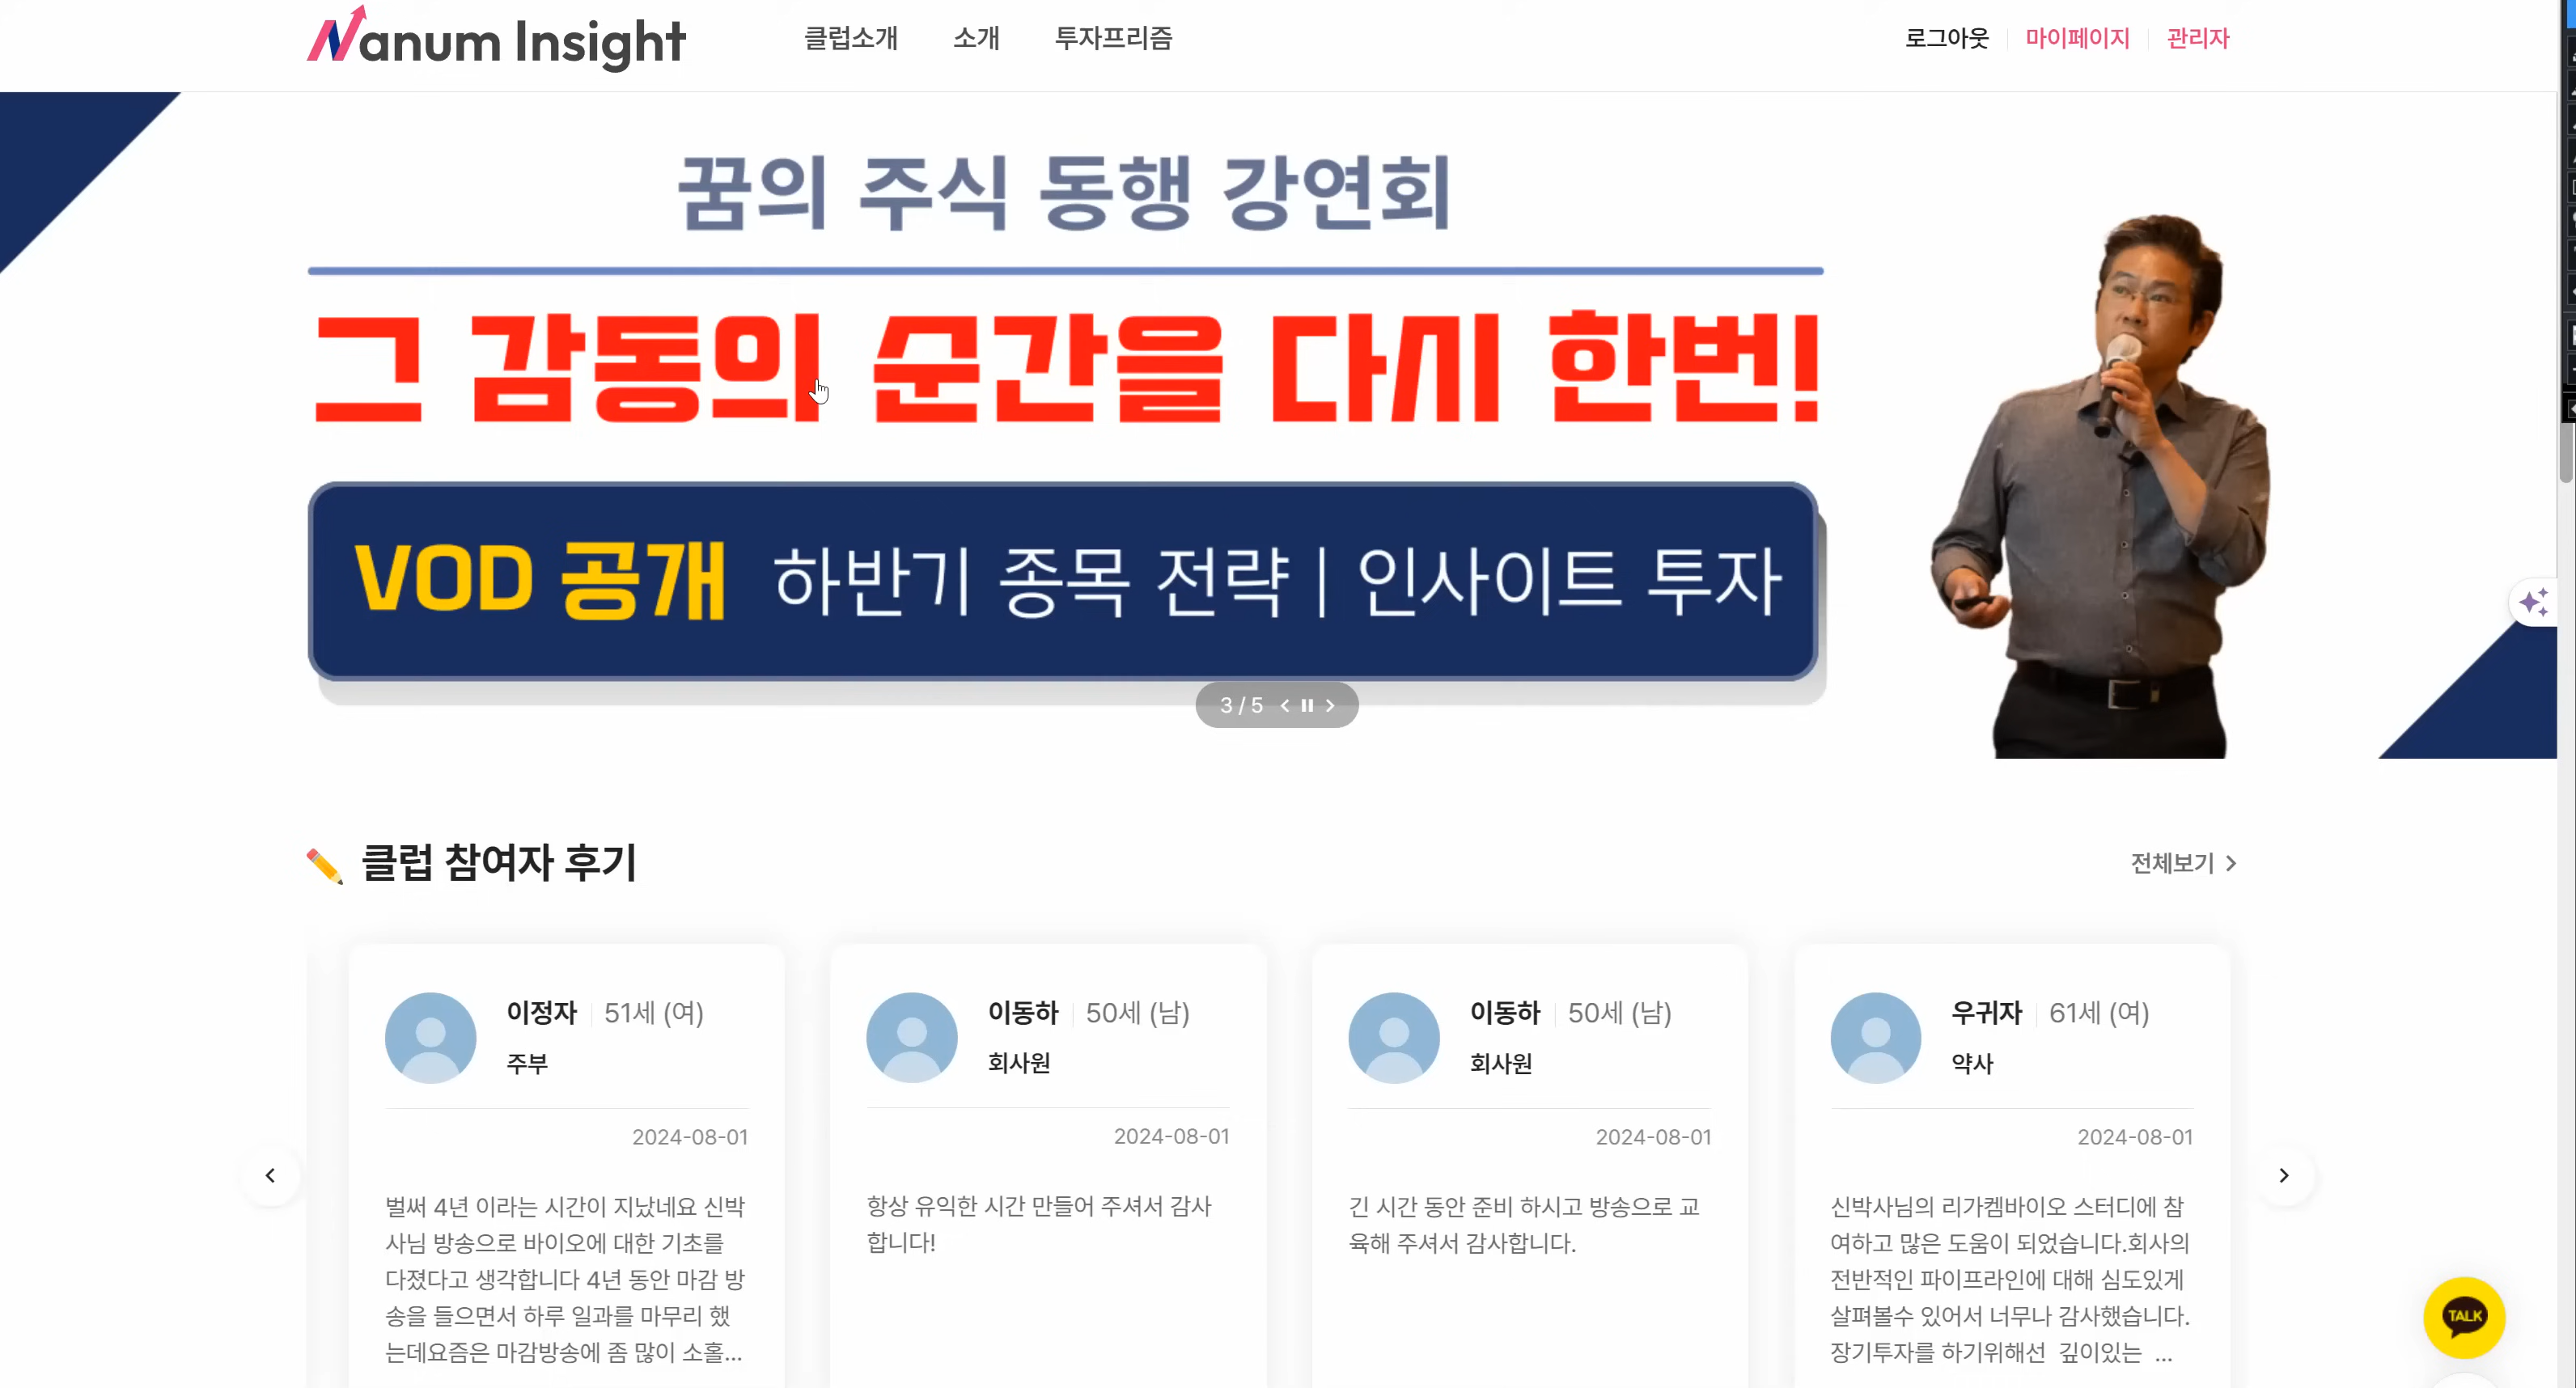 Nanum Insight
클럽소개
소개
투자프리즘
로그아웃
마이페이지
관리자
꿈의 주식 동행 강연회
그 감동의 순간을 다시 한번!
VOD 공개 하반기 종목 전략 | 인사이트 투자
3 / 5
클럽 참여자 후기
전체보기
이정자 51세 (여)
주부
2024-08-01
벌써 4년 이라는 시간이 지났네요 신박
사님 방송으로 바이오에 대한 기초를
다졌다고 생각합니다 4년 동안 마감 방
송을 들으면서 하루 일과를 마무리 했
는데요즘은 마감방송에 좀 많이 소홀...
이동하 50세 (남)
회사원
2024-08-01
항상 유익한 시간 만들어 주셔서 감사
합니다!
이동하 50세 (남)
회사원
2024-08-01
긴 시간 동안 준비 하시고 방송으로 교
육해 주셔서 감사합니다.
우귀자 61세 (여)
약사
2024-08-01
신박사님의 리가켐바이오 스터디에 참
여하고 많은 도움이 되었습니다.회사의
전반적인 파이프라인에 대해 심도있게
살펴볼수 있어서 너무나 감사했습니다.
장기투자를 하기위해선 깊이있는 ...
TALK